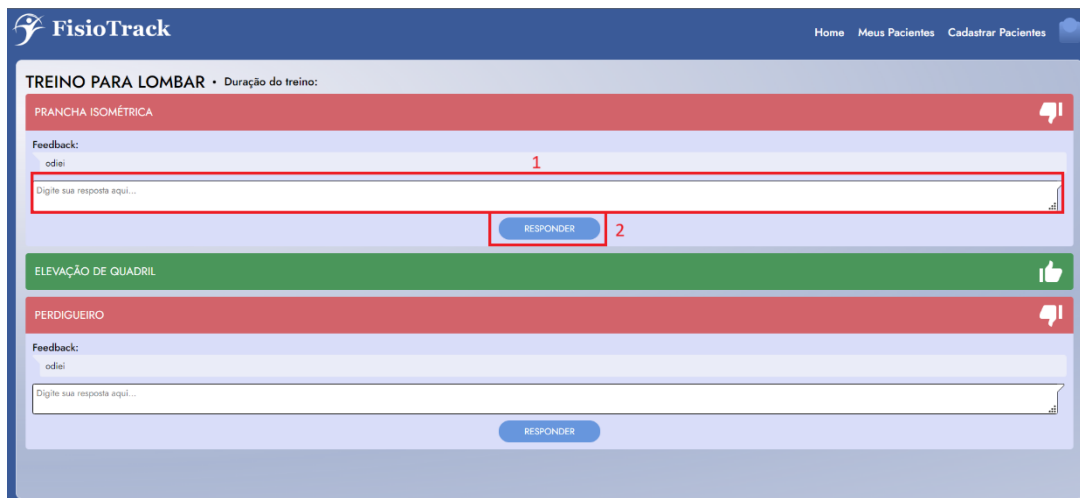 FisioTrack
Home Meus Pacientes Cadastrar Pacientes
TREINO PARA LOMBAR • Duração do treino:
PRANCHA ISOMÉTRICA
Feedback:
odiei
1
Digite sua resposta aqui...
RESPONDER
2
ELEVAÇÃO DE QUADRIL
PERDIGUEIRO
Feedback:
odiei
Digite sua resposta aqui...
RESPONDER